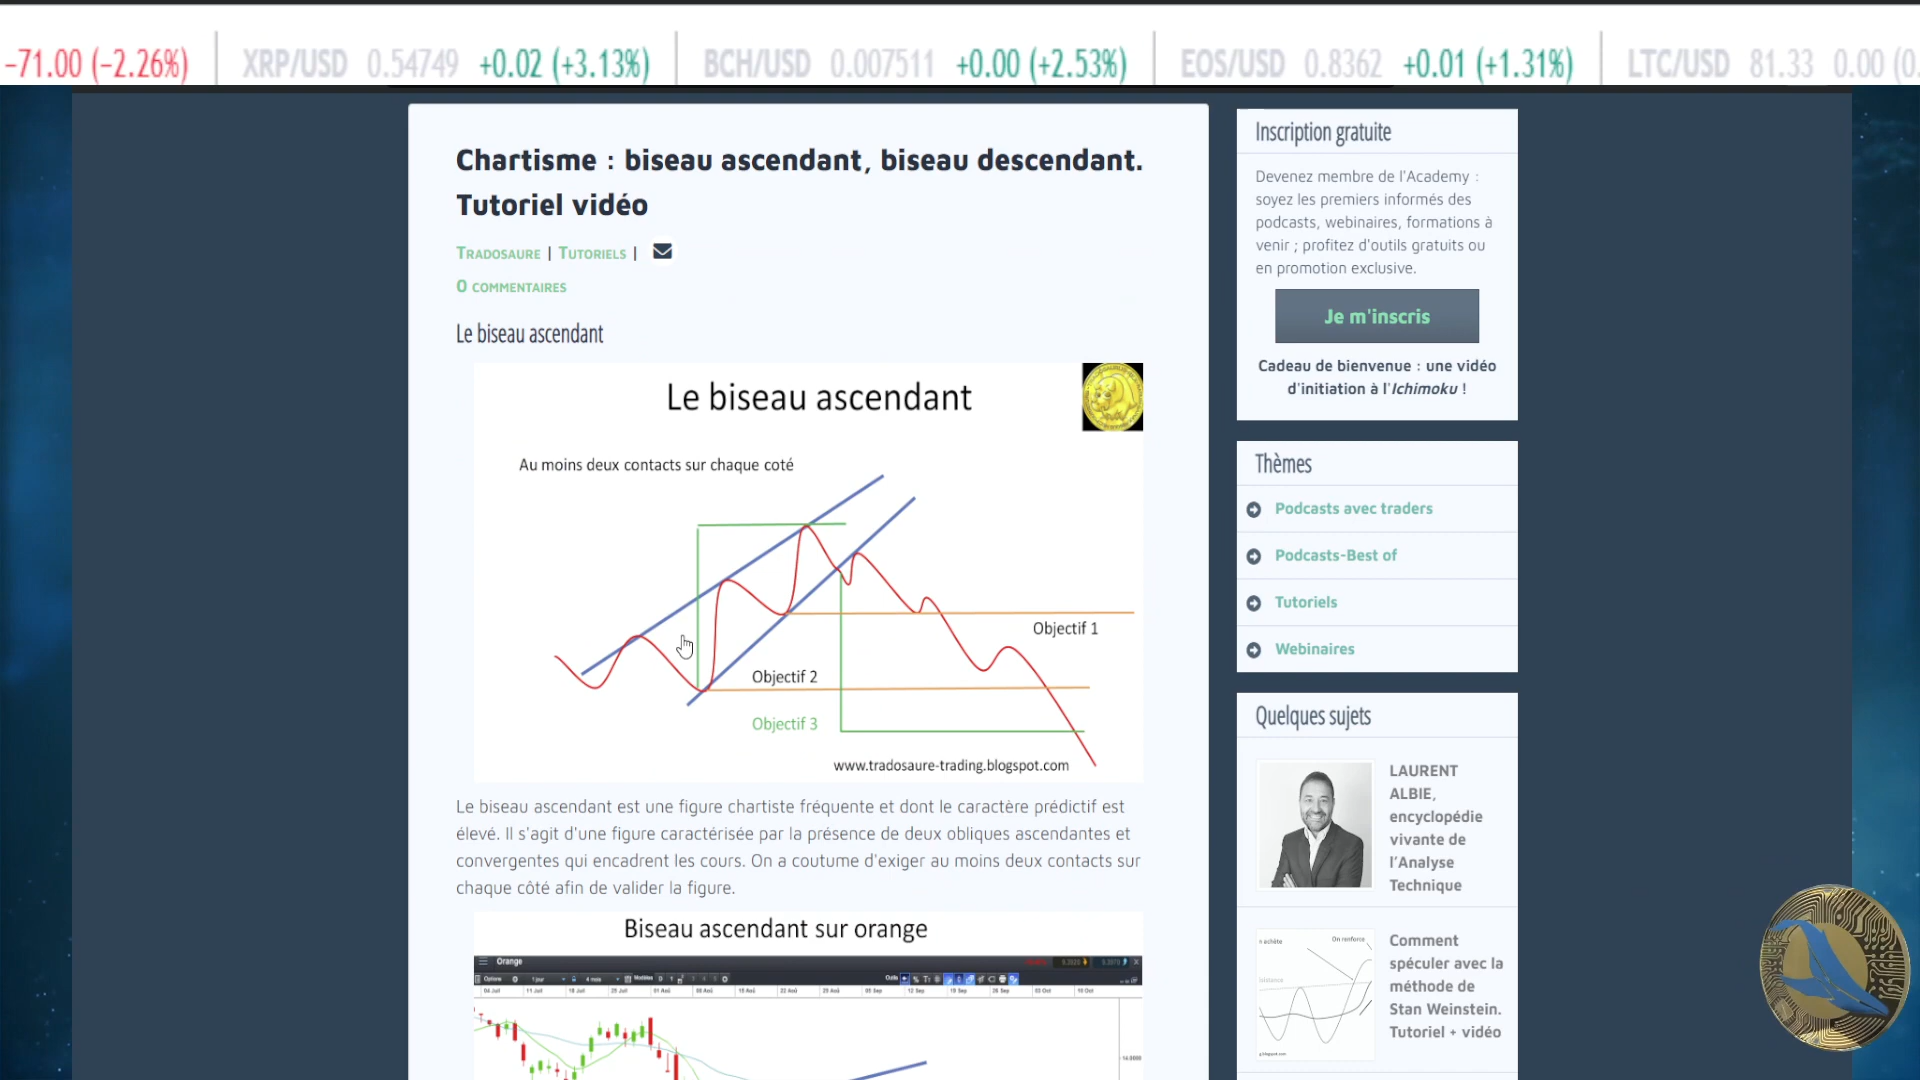 -71.00 (-2.26%) XRP/USD 0.54749 +0.02 (+3.13%) BCH/USD 0.007511 +0.00 (+2.53%) EOS/USD 0.8362 +0.01 (+1.31%) LTC/USD 81.33 0.00 (0.
Chartisme : biseau ascendant, biseau descendant.
Tutoriel vidéo
Tradosaure | Tutoriels |
0 commentaires
Le biseau ascendant
Le biseau ascendant
Au moins deux contacts sur chaque coté
Objectif 1
Objectif 2
Objectif 3
www.tradosaure-trading.blogspot.com
Le biseau ascendant est une figure chartiste fréquente et dont le caractère prédictif est
élevé. Il s'agit d'une figure caractérisée par la présence de deux obliques ascendantes et
convergentes qui encadrent les cours. On a coutume d'exiger au moins deux contacts sur
chaque côté afin de valider la figure.
Biseau ascendant sur orange
Orange
Inscription gratuite
Devenez membre de l'Academy :
soyez les premiers informés des
podcasts, webinaires, formations à
venir ; profitez d'outils gratuits ou
en promotion exclusive.
Je m'inscris
Cadeau de bienvenue : une vidéo
d'initiation à l'Ichimoku !
Thèmes
Podcasts avec traders
Podcasts-Best of
Tutoriels
Webinaires
Quelques sujets
LAURENT
ALBIE,
encyclopédie
vivante de
l'Analyse
Technique
n achète
On renforce
Comment
spéculer avec la
méthode de
Stan Weinstein.
Tutoriel + vidéo